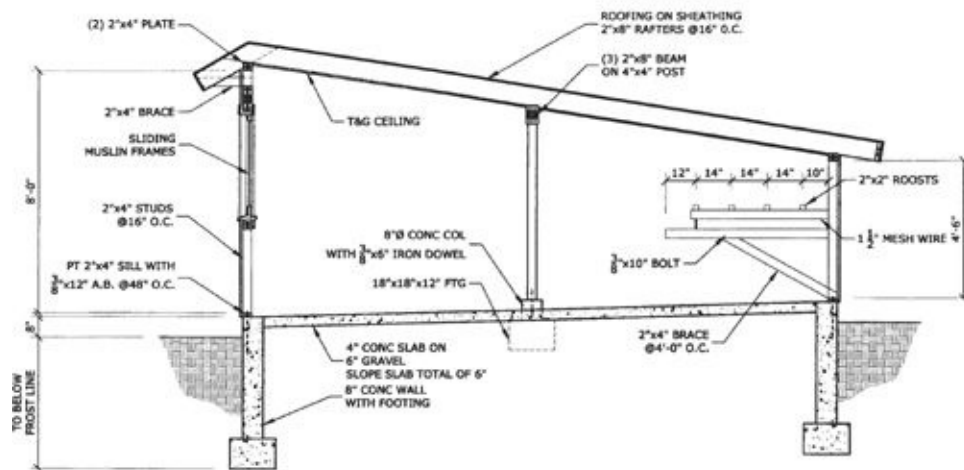 (2) 2"x4" PLATE
ROOFING ON SHEATHING
2"x8" RAFTERS @16" O.C.
(3) 2"x8" BEAM
ON 4"x4" POST
2"x4" BRACE
T&G CEILING
SLIDING
MUSLIN FRAMES
8'-0"
12" 14" 14" 14" 10"
2"x2" ROOSTS
4'-6"
2"x4" STUDS
@16" O.C.
8"Ø CONC COL
WITH 3/8"x6" IRON DOWEL
1 1/2" MESH WIRE
3/8"x10" BOLT
PT 2"x4" SILL WITH
5/8"x12" A.B. @48" O.C.
18"x18"x12" FTG
8"
2"x4" BRACE
@4'-0" O.C.
4" CONC SLAB ON
6" GRAVEL
SLOPE SLAB TOTAL OF 6"
8" CONC WALL
WITH FOOTING
TO BELOW
FROST LINE